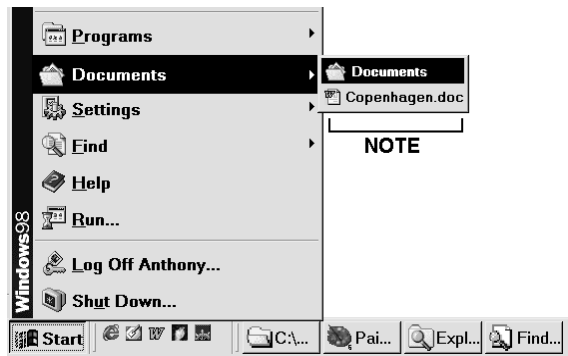 Programs
Documents
Documents
Settings
Copenhagen.doc
Find
NOTE
Help
Run...
Log Off Anthony...
Shut Down...
Windows98
Start
C:\...
Pai...
Expl...
Find...